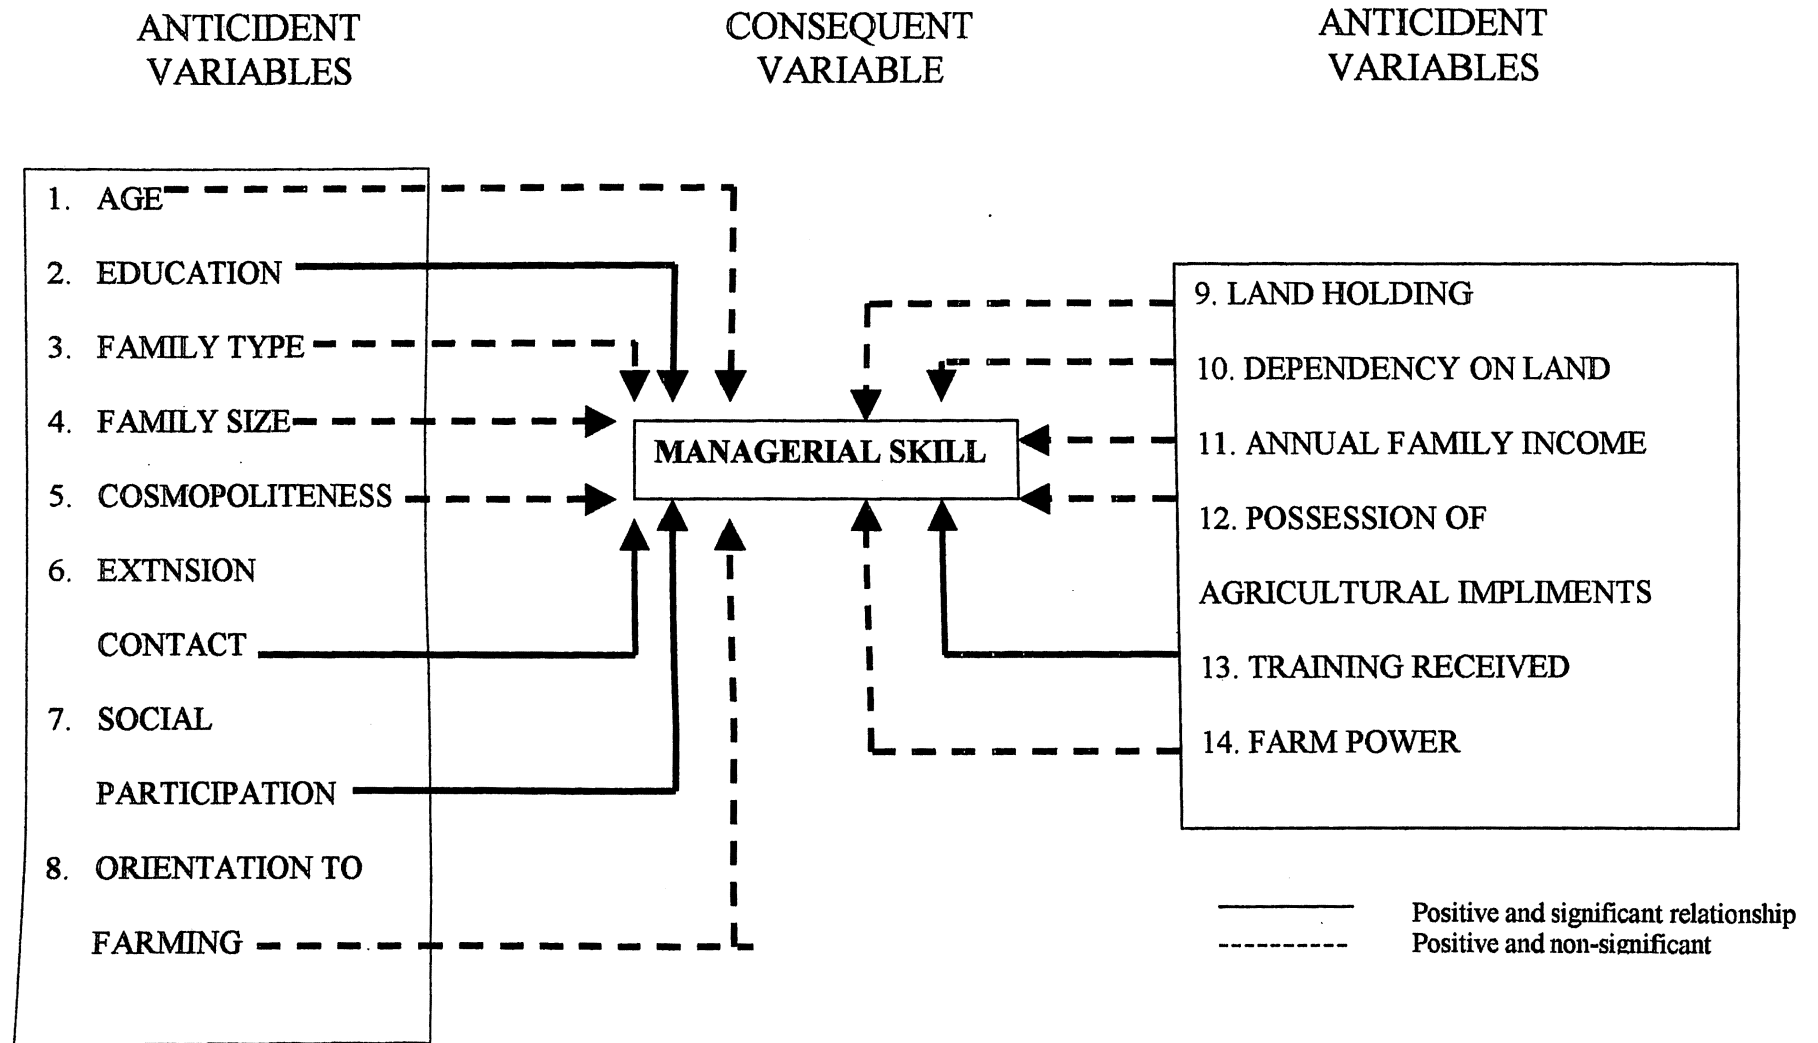 ANTICIDENT
VARIABLES
CONSEQUENT
VARIABLE
ANTICIDENT
VARIABLES
1. AGE
2. EDUCATION
3. FAMILY TYPE
4. FAMILY SIZE
5. COSMOPOLITENESS
6. EXTNSION
CONTACT
7. SOCIAL
PARTICIPATION
8. ORIENTATION TO
FARMING
MANAGERIAL SKILL
9. LAND HOLDING
10. DEPENDENCY ON LAND
11. ANNUAL FAMILY INCOME
12. POSSESSION OF
AGRICULTURAL IMPLIMENTS
13. TRAINING RECEIVED
14. FARM POWER
Positive and significant relationship
Positive and non-significant